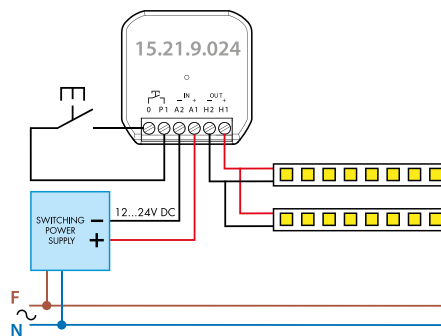 15.21.9.024
IN OUT
− + − +
0 P1 A2 A1 H2 H1
12...24V DC
SWITCHING
POWER
SUPPLY
−
+
F
N